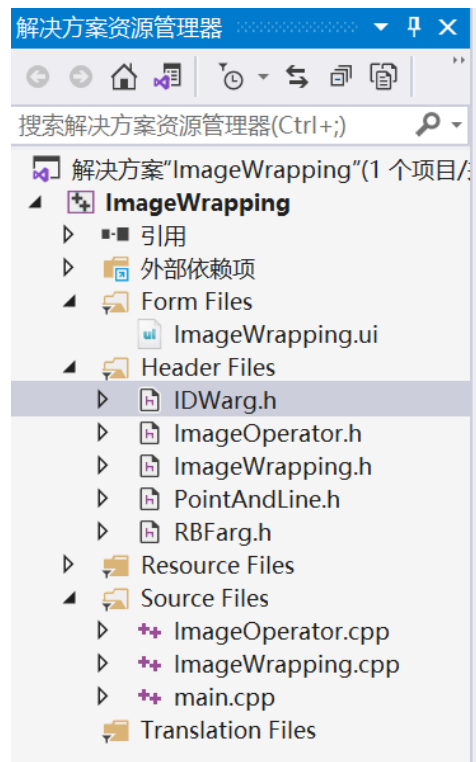 解决方案资源管理器
搜索解决方案资源管理器(Ctrl+;)
解决方案"ImageWrapping"(1 个项目/
ImageWrapping
引用
外部依赖项
Form Files
ImageWrapping.ui
Header Files
IDWarg.h
ImageOperator.h
ImageWrapping.h
PointAndLine.h
RBFarg.h
Resource Files
Source Files
ImageOperator.cpp
ImageWrapping.cpp
main.cpp
Translation Files